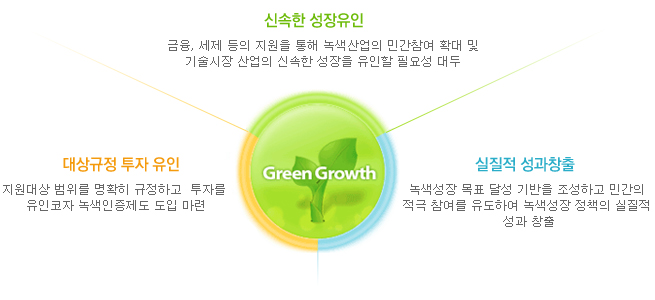 신속한 성장유인
금융, 세제 등의 지원을 통해 녹색산업의 민간참여 확대 및
기술시장 산업의 신속한 성장을 유인할 필요성 대두
대상규정 투자 유인
지원대상 범위를 명확히 규정하고 투자를
유인코자 녹색인증제도 도입 마련
Green Growth
실질적 성과창출
녹색성장 목표 달성 기반을 조성하고 민간의
적극 참여를 유도하여 녹색성장 정책의 실질적
성과 창출